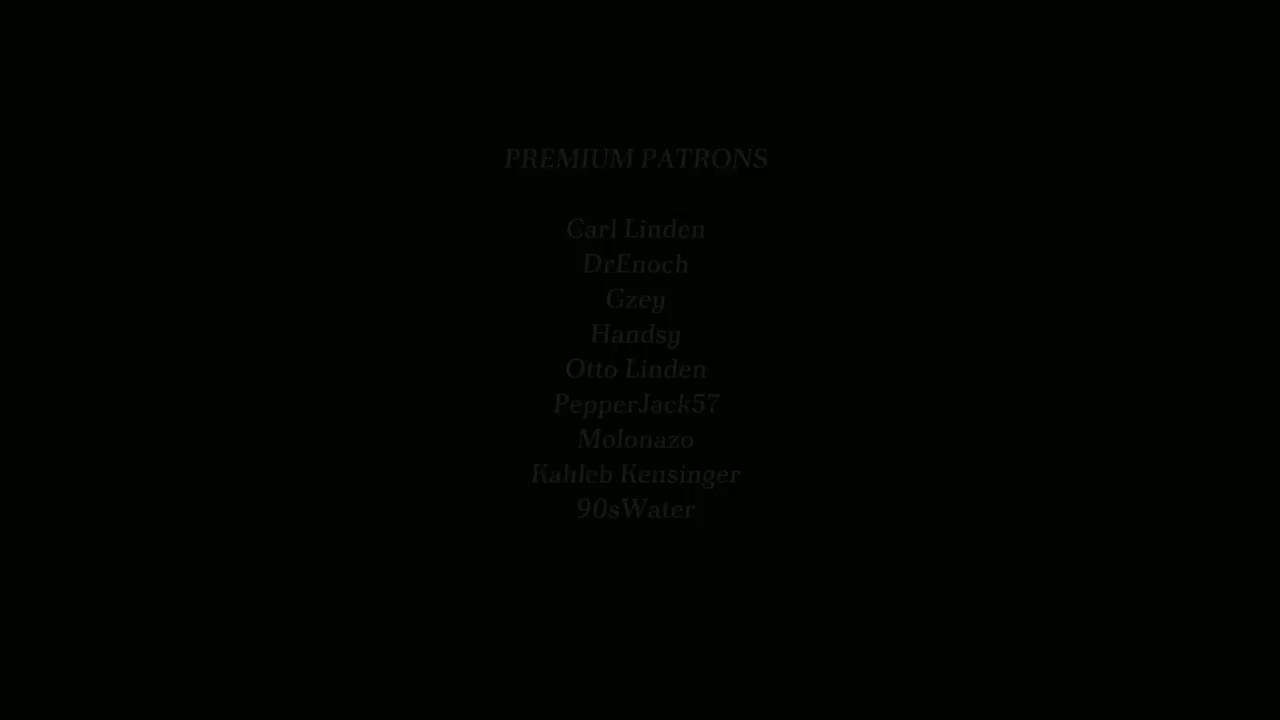 PREMIUM PATRONS
Carl Linden
DrEnoch
Gzey
Handsy
Otto Linden
PepperJack57
Molonazo
Kahleb Kensinger
90sWater